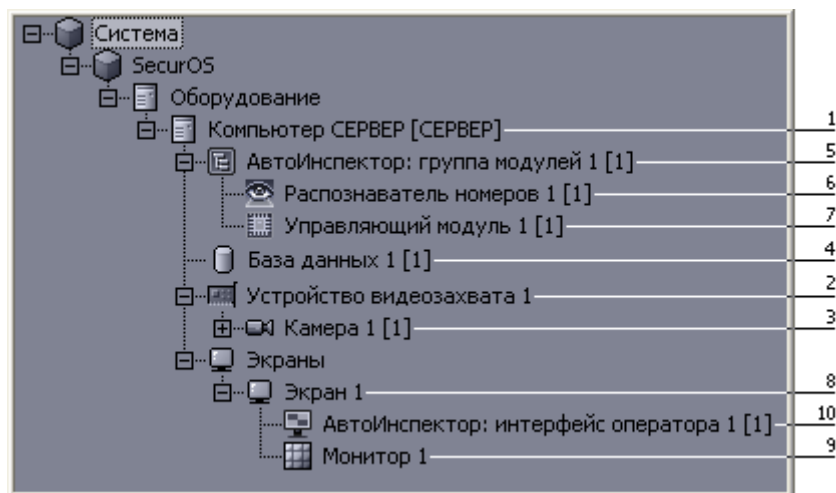 Система
SecurOS
Оборудование
Компьютер СЕРВЕР [СЕРВЕР] 1
АвтоИнспектор: группа модулей 1 [1] 5
Распознаватель номеров 1 [1] 6
Управляющий модуль 1 [1] 7
База данных 1 [1] 4
Устройство видеозахвата 1 2
Камера 1 [1] 3
Экраны
Экран 1 8
АвтоИнспектор: интерфейс оператора 1 [1] 10
Монитор 1 9